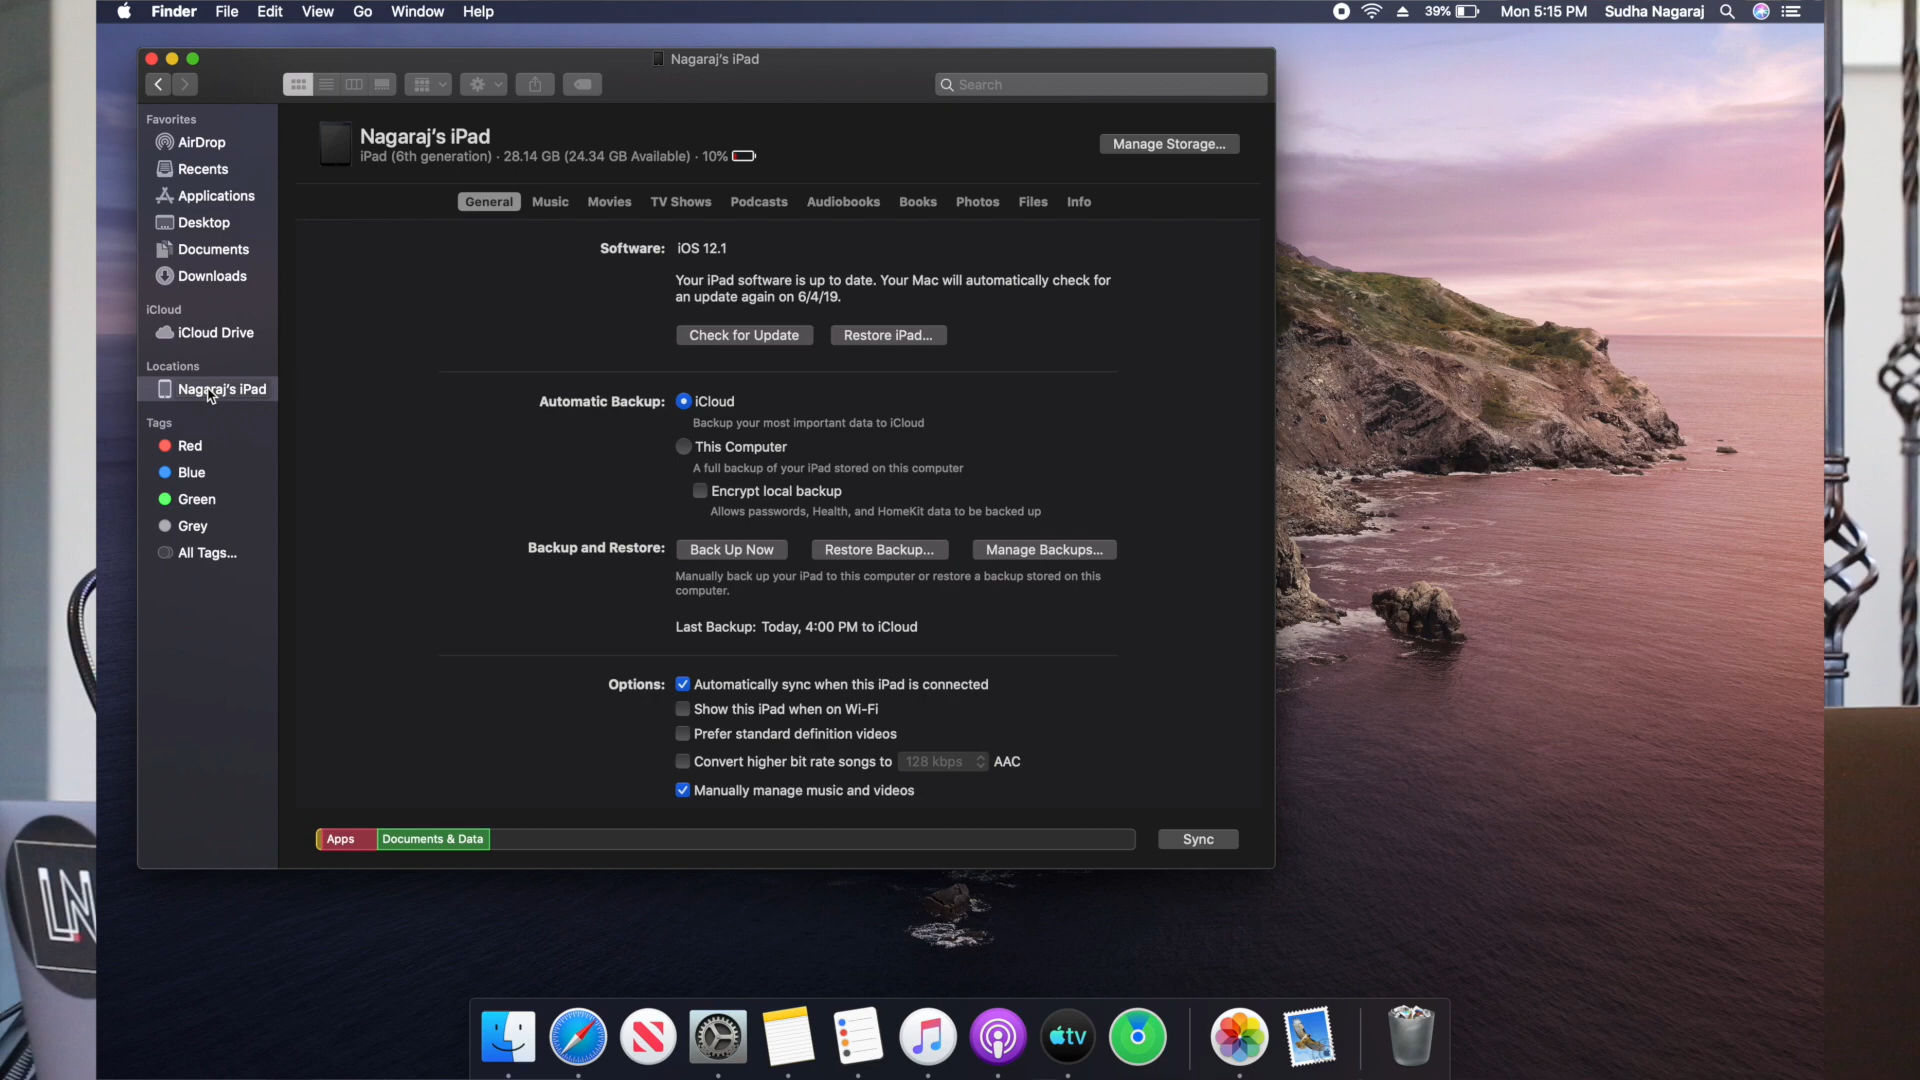 Finder File Edit View Go Window Help
39% Mon 5:15 PM Sudha Nagaraj
Nagaraj's iPad
Search
Favorites
AirDrop
Recents
Applications
Desktop
Documents
Downloads
iCloud
iCloud Drive
Locations
Nagaraj's iPad
Tags
Red
Blue
Green
Grey
All Tags...
Nagaraj's iPad
iPad (6th generation) · 28.14 GB (24.34 GB Available) · 10%
Manage Storage...
General Music Movies TV Shows Podcasts Audiobooks Books Photos Files Info
Software: iOS 12.1
Your iPad software is up to date. Your Mac will automatically check for
an update again on 6/4/19.
Check for Update Restore iPad...
Automatic Backup: iCloud
Backup your most important data to iCloud
This Computer
A full backup of your iPad stored on this computer
Encrypt local backup
Allows passwords, Health, and HomeKit data to be backed up
Backup and Restore: Back Up Now Restore Backup... Manage Backups...
Manually back up your iPad to this computer or restore a backup stored on this
computer.
Last Backup: Today, 4:00 PM to iCloud
Options: Automatically sync when this iPad is connected
Show this iPad when on Wi-Fi
Prefer standard definition videos
Convert higher bit rate songs to 128 kbps AAC
Manually manage music and videos
Apps Documents & Data Sync
tv